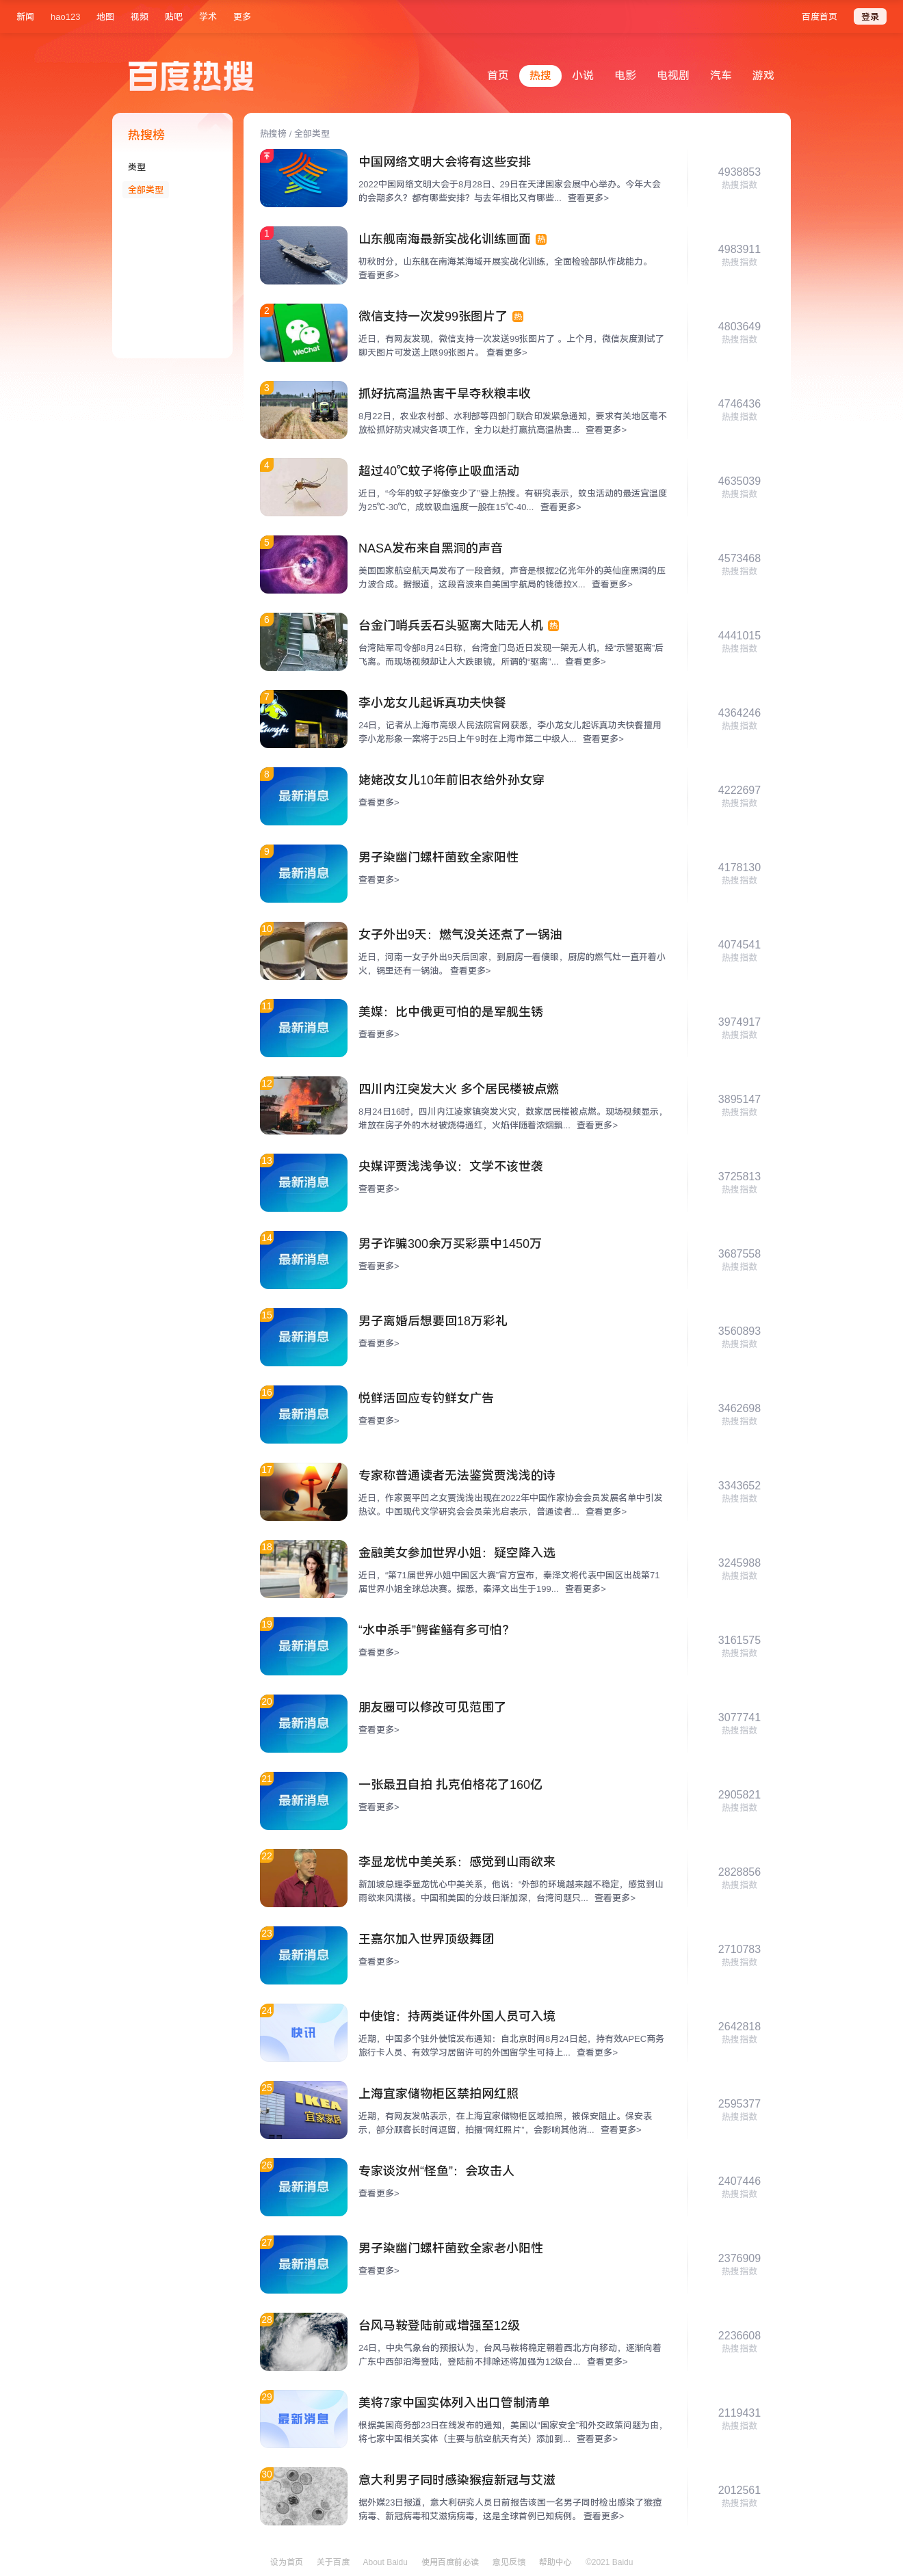 新闻 hao123 地图 视频 贴吧 学术 更多 百度首页 登录
百度热搜
首页 热搜 小说 电影 电视剧 汽车 游戏
热搜榜
类型
全部类型
热搜榜 / 全部类型
中国网络文明大会将有这些安排
2022中国网络文明大会于8月28日、29日在天津国家会展中心举办。今年大会
的会期多久？都有哪些安排？与去年相比又有哪些... 查看更多>
4938853
热搜指数
1
山东舰南海最新实战化训练画面 热
初秋时分，山东舰在南海某海域开展实战化训练，全面检验部队作战能力。
查看更多>
4983911
热搜指数
2
WeChat
微信支持一次发99张图片了 热
近日，有网友发现，微信支持一次发送99张图片了 。上个月，微信灰度测试了
聊天图片可发送上限99张图片。 查看更多>
4803649
热搜指数
3
抓好抗高温热害干旱夺秋粮丰收
8月22日，农业农村部、水利部等四部门联合印发紧急通知，要求有关地区毫不
放松抓好防灾减灾各项工作，全力以赴打赢抗高温热害... 查看更多>
4746436
热搜指数
4
超过40℃蚊子将停止吸血活动
近日，“今年的蚊子好像变少了”登上热搜。有研究表示，蚊虫活动的最适宜温度
为25℃-30℃，成蚊吸血温度一般在15℃-40... 查看更多>
4635039
热搜指数
5
NASA发布来自黑洞的声音
美国国家航空航天局发布了一段音频，声音是根据2亿光年外的英仙座黑洞的压
力波合成。据报道，这段音波来自美国宇航局的钱德拉X... 查看更多>
4573468
热搜指数
6
台金门哨兵丢石头驱离大陆无人机 热
台湾陆军司令部8月24日称，台湾金门岛近日发现一架无人机，经“示警驱离”后
飞离。而现场视频却让人大跌眼镜，所谓的“驱离”... 查看更多>
4441015
热搜指数
7
李小龙女儿起诉真功夫快餐
24日，记者从上海市高级人民法院官网获悉，李小龙女儿起诉真功夫快餐擅用
李小龙形象一案将于25日上午9时在上海市第二中级人... 查看更多>
4364246
热搜指数
8
最新消息
姥姥改女儿10年前旧衣给外孙女穿
查看更多>
4222697
热搜指数
9
最新消息
男子染幽门螺杆菌致全家阳性
查看更多>
4178130
热搜指数
10
女子外出9天：燃气没关还煮了一锅油
近日，河南一女子外出9天后回家，到厨房一看傻眼，厨房的燃气灶一直开着小
火，锅里还有一锅油。 查看更多>
4074541
热搜指数
11
最新消息
美媒：比中俄更可怕的是军舰生锈
查看更多>
3974917
热搜指数
12
四川内江突发大火 多个居民楼被点燃
8月24日16时，四川内江凌家镇突发火灾，数家居民楼被点燃。现场视频显示，
堆放在房子外的木材被烧得通红，火焰伴随着浓烟飘... 查看更多>
3895147
热搜指数
13
最新消息
央媒评贾浅浅争议：文学不该世袭
查看更多>
3725813
热搜指数
14
最新消息
男子诈骗300余万买彩票中1450万
查看更多>
3687558
热搜指数
15
最新消息
男子离婚后想要回18万彩礼
查看更多>
3560893
热搜指数
16
最新消息
悦鲜活回应专钓鲜女广告
查看更多>
3462698
热搜指数
17
专家称普通读者无法鉴赏贾浅浅的诗
近日，作家贾平凹之女贾浅浅出现在2022年中国作家协会会员发展名单中引发
热议。中国现代文学研究会会员荣光启表示，普通读者... 查看更多>
3343652
热搜指数
18
金融美女参加世界小姐：疑空降入选
近日，“第71届世界小姐中国区大赛”官方宣布，秦泽文将代表中国区出战第71
届世界小姐全球总决赛。据悉，秦泽文出生于199... 查看更多>
3245988
热搜指数
19
最新消息
“水中杀手”鳄雀鳝有多可怕？
查看更多>
3161575
热搜指数
20
最新消息
朋友圈可以修改可见范围了
查看更多>
3077741
热搜指数
21
最新消息
一张最丑自拍 扎克伯格花了160亿
查看更多>
2905821
热搜指数
22
李显龙忧中美关系：感觉到山雨欲来
新加坡总理李显龙忧心中美关系，他说：“外部的环境越来越不稳定，感觉到山
雨欲来风满楼。中国和美国的分歧日渐加深，台湾问题只... 查看更多>
2828856
热搜指数
23
最新消息
王嘉尔加入世界顶级舞团
查看更多>
2710783
热搜指数
24
快讯
中使馆：持两类证件外国人员可入境
近期，中国多个驻外使馆发布通知：自北京时间8月24日起，持有效APEC商务
旅行卡人员、有效学习居留许可的外国留学生可持上... 查看更多>
2642818
热搜指数
25
IKEA
宜家家居
上海宜家储物柜区禁拍网红照
近期，有网友发帖表示，在上海宜家储物柜区域拍照，被保安阻止。保安表
示，部分顾客长时间逗留，拍摄“网红照片”，会影响其他消... 查看更多>
2595377
热搜指数
26
最新消息
专家谈汝州“怪鱼”：会攻击人
查看更多>
2407446
热搜指数
27
最新消息
男子染幽门螺杆菌致全家老小阳性
查看更多>
2376909
热搜指数
28
台风马鞍登陆前或增强至12级
24日，中央气象台的预报认为，台风马鞍将稳定朝着西北方向移动，逐渐向着
广东中西部沿海登陆，登陆前不排除还将加强为12级台... 查看更多>
2236608
热搜指数
29
最新消息
美将7家中国实体列入出口管制清单
根据美国商务部23日在线发布的通知，美国以“国家安全”和外交政策问题为由，
将七家中国相关实体（主要与航空航天有关）添加到... 查看更多>
2119431
热搜指数
30
意大利男子同时感染猴痘新冠与艾滋
据外媒23日报道，意大利研究人员日前报告该国一名男子同时检出感染了猴痘
病毒、新冠病毒和艾滋病病毒，这是全球首例已知病例。 查看更多>
2012561
热搜指数
设为首页 关于百度 About Baidu 使用百度前必读 意见反馈 帮助中心 ©2021 Baidu